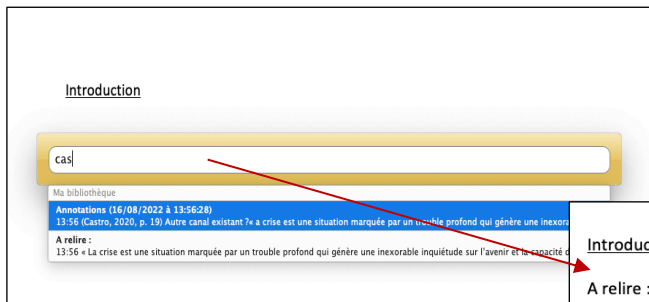 Introduction
cas
Ma bibliothèque
Annotations (16/08/2022 à 13:56:28)
13:56 (Castro, 2020, p. 19) Autre canal existant ?« a crise est une situation marquée par un trouble profond qui génère une inexora
A relire :
13:56 « La crise est une situation marquée par un trouble profond qui génère une inexorable inquiétude sur l'avenir et la capacité d
Introduc
A relire :